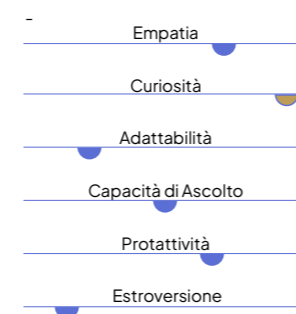 -
Empatia
Curiosità
Adattabilità
Capacità di Ascolto
Protattività
Estroversione